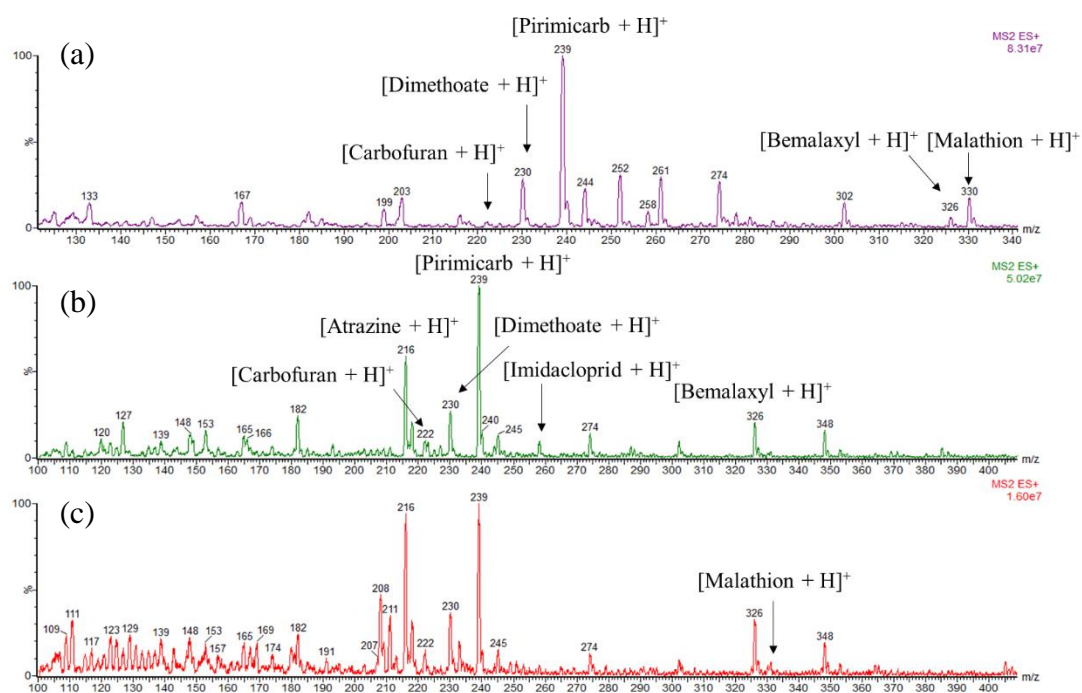 (a)
[Pirimicarb + H]+
MS2 ES+
8.31e7
[Dimethoate + H]+
[Carbofuran + H]+
[Bemalaxyl + H]+ [Malathion + H]+
100
%
0
133 167 199 203 230 239 244 252 258 261 274 302 326 330
130 140 150 160 170 180 190 200 210 220 230 240 250 260 270 280 290 300 310 320 330 340 m/z
(b)
[Pirimicarb + H]+
MS2 ES+
5.02e7
[Atrazine + H]+ [Dimethoate + H]+
[Carbofuran + H]+ [Imidacloprid + H]+ [Bemalaxyl + H]+
100
%
0
120 127 139 148 153 165 166 182 216 222 230 239 240 245 274 326 348
100 110 120 130 140 150 160 170 180 190 200 210 220 230 240 250 260 270 280 290 300 310 320 330 340 350 360 370 380 390 400 m/z
(c)
MS2 ES+
1.60e7
[Malathion + H]+
100
%
0
109 111 117 123 129 139 148 153 157 165 169 174 182 191 207 208 211 216 222 230 239 245 274 326 348
100 110 120 130 140 150 160 170 180 190 200 210 220 230 240 250 260 270 280 290 300 310 320 330 340 350 360 370 380 390 400 m/z